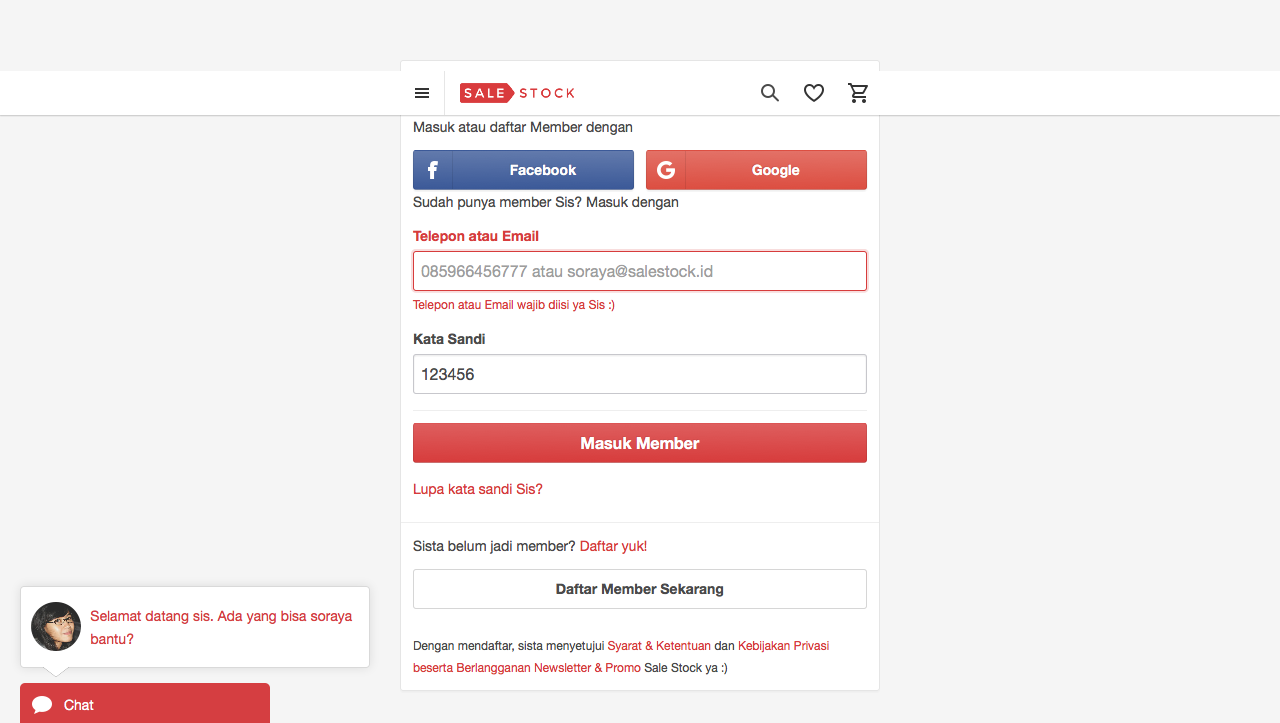 SALE STOCK
Masuk atau daftar Member dengan
Facebook
Google
Sudah punya member Sis? Masuk dengan
Telepon atau Email
085966456777 atau soraya@salestock.id
Telepon atau Email wajib diisi ya Sis :)
Kata Sandi
123456
Masuk Member
Lupa kata sandi Sis?
Sista belum jadi member? Daftar yuk!
Daftar Member Sekarang
Dengan mendaftar, sista menyetujui Syarat & Ketentuan dan Kebijakan Privasi
beserta Berlangganan Newsletter & Promo Sale Stock ya :)
Selamat datang sis. Ada yang bisa soraya
bantu?
Chat